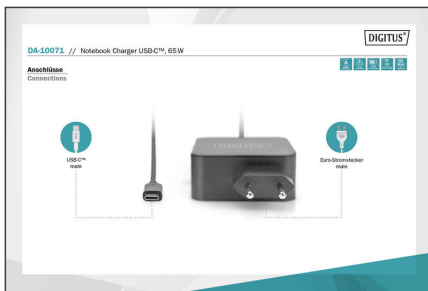 DIGITUS®
DA-10071 // Notebook Charger USB-C™, 65 W
Anschlüsse
Connections
USB-C™
male
Euro-Stromstecker
male